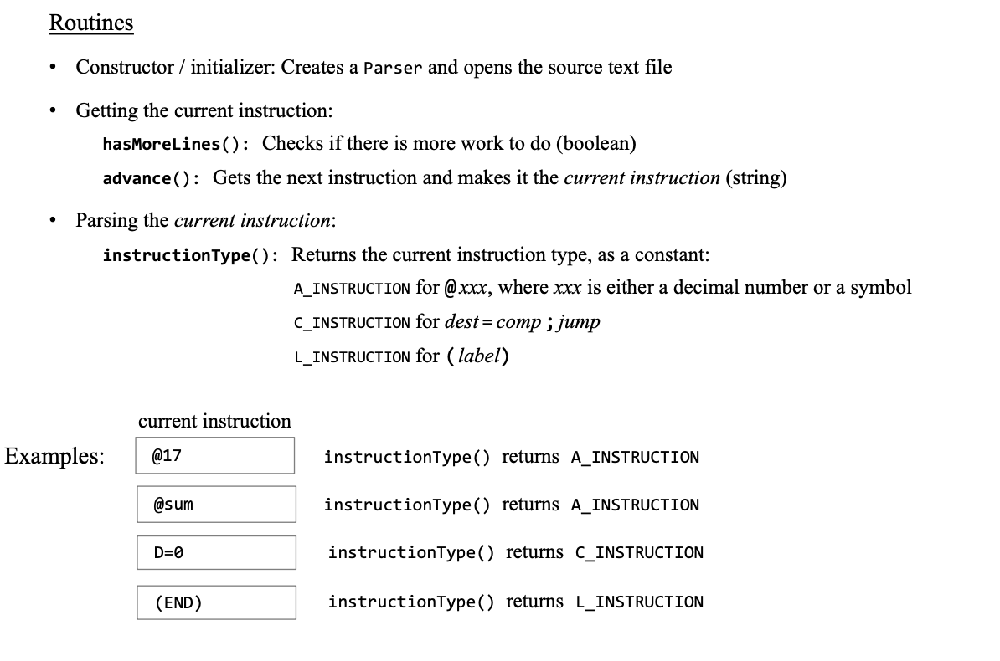 Routines
• Constructor / initializer: Creates a Parser and opens the source text file
• Getting the current instruction:
hasMoreLines(): Checks if there is more work to do (boolean)
advance(): Gets the next instruction and makes it the current instruction (string)
• Parsing the current instruction:
instructionType(): Returns the current instruction type, as a constant:
A_INSTRUCTION for @xxx, where xxx is either a decimal number or a symbol
C_INSTRUCTION for dest=comp;jump
L_INSTRUCTION for (label)
current instruction
Examples: @17 instructionType() returns A_INSTRUCTION
@sum instructionType() returns A_INSTRUCTION
D=0 instructionType() returns C_INSTRUCTION
(END) instructionType() returns L_INSTRUCTION